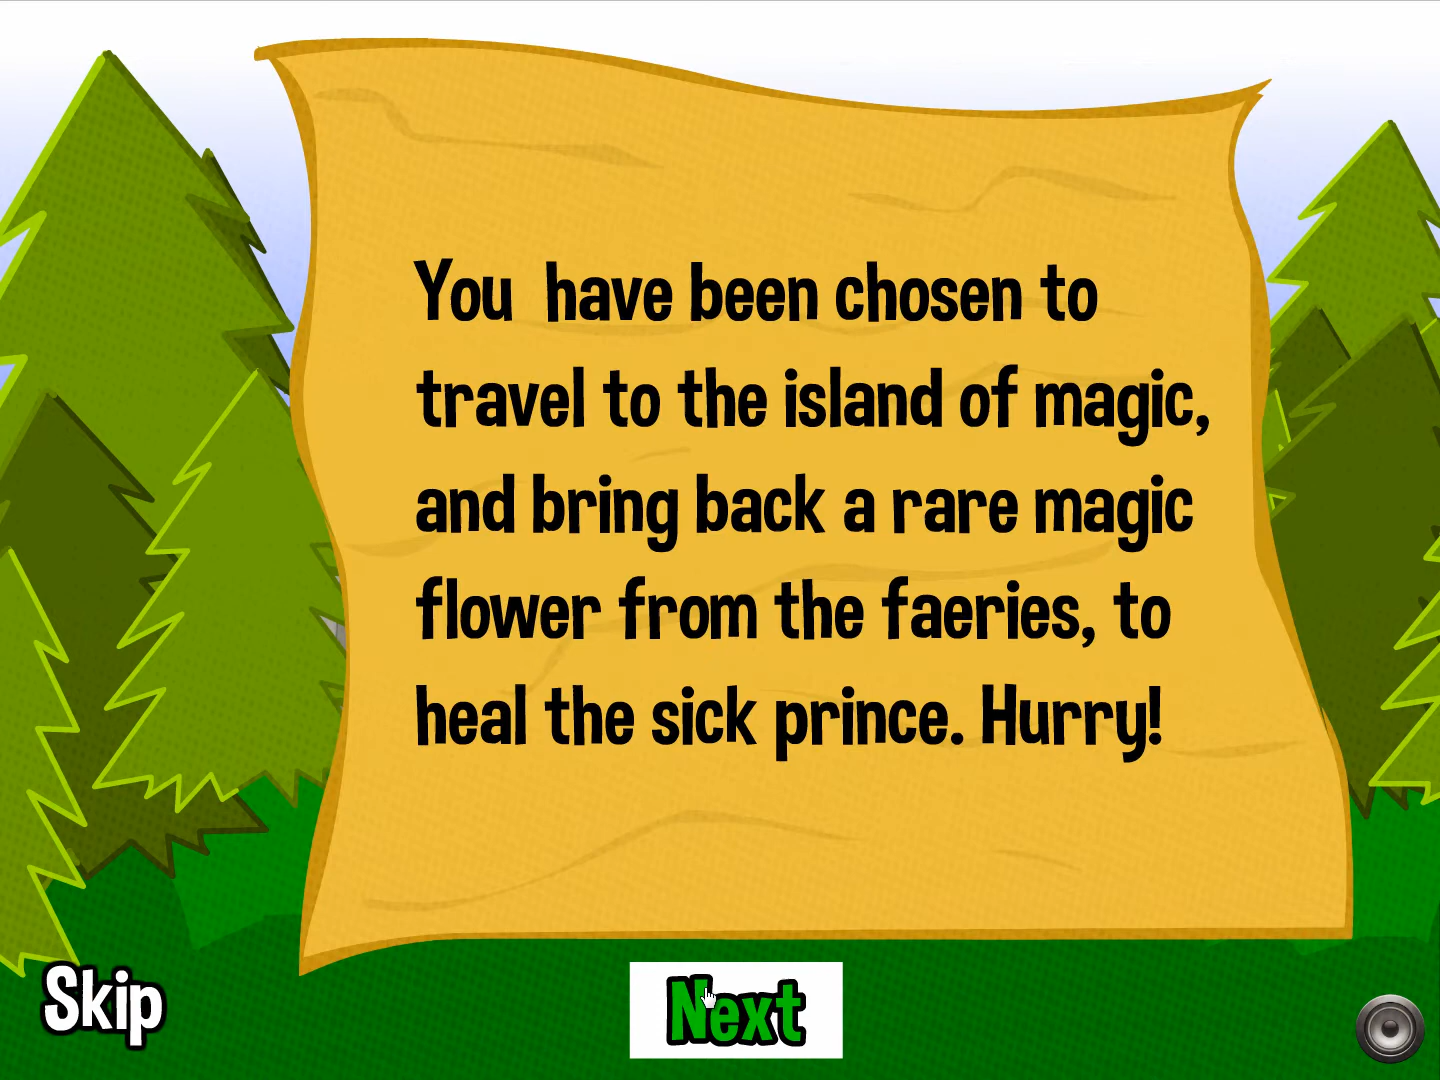 You have been chosen to
travel to the island of magic,
and bring back a rare magic
flower from the faeries, to
heal the sick prince. Hurry!
Skip
Next